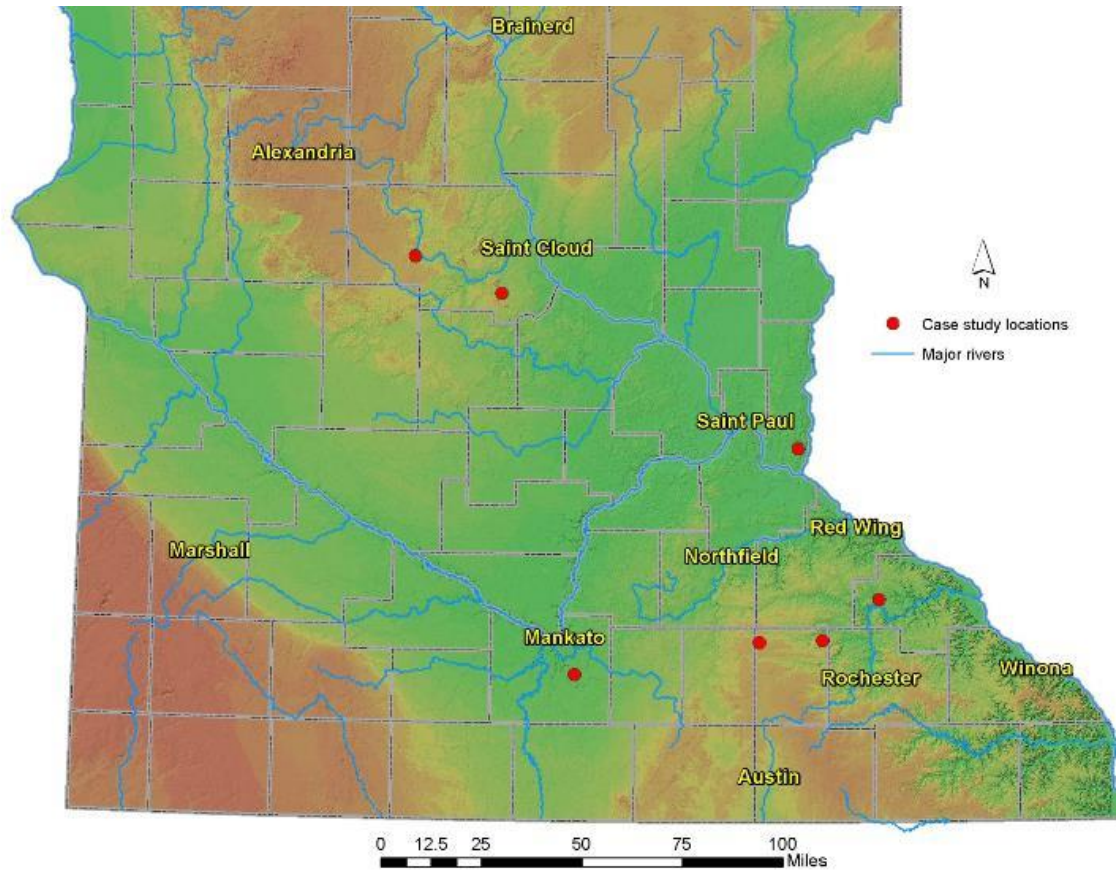 Brainerd
Alexandria
Saint Cloud
N
Case study locations
Major rivers
Saint Paul
Red Wing
Marshall
Northfield
Mankato
Winona
Rochester
Austin
0 12.5 25 50 75 100
Miles